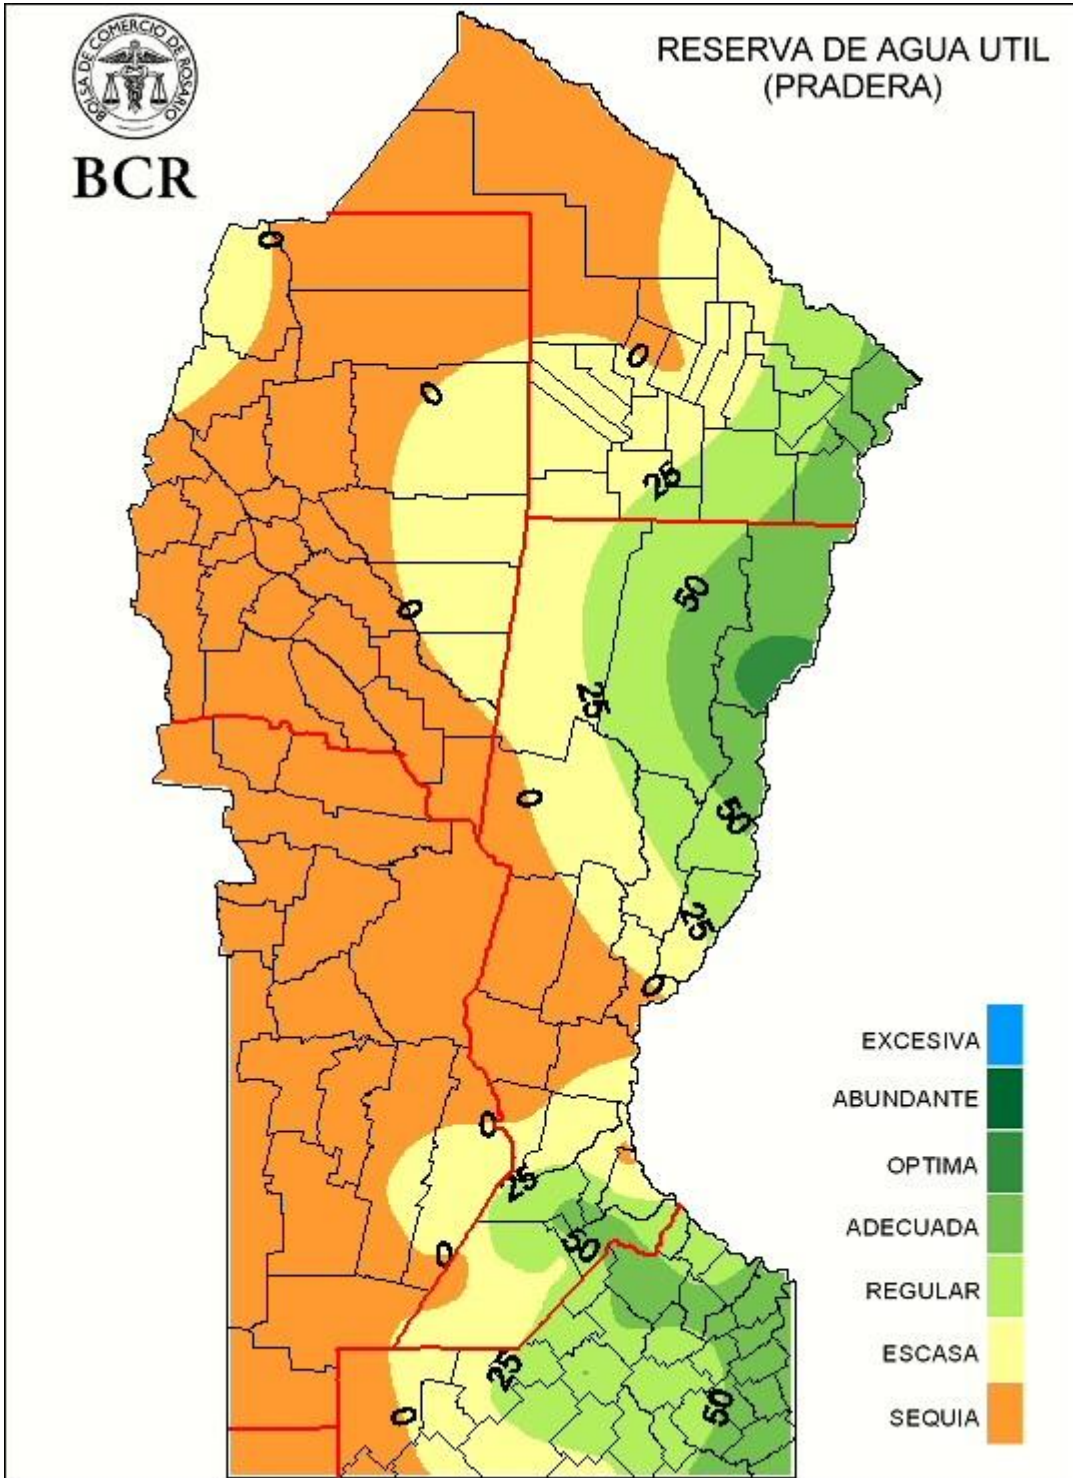 BOLSA DE COMERCIO DE ROSARIO
BCR
RESERVA DE AGUA UTIL
(PRADERA)
0
0
0
25
50
0
25
0
50
25
0
0
25
50
0
25
0
50
EXCESIVA
ABUNDANTE
OPTIMA
ADECUADA
REGULAR
ESCASA
SEQUIA